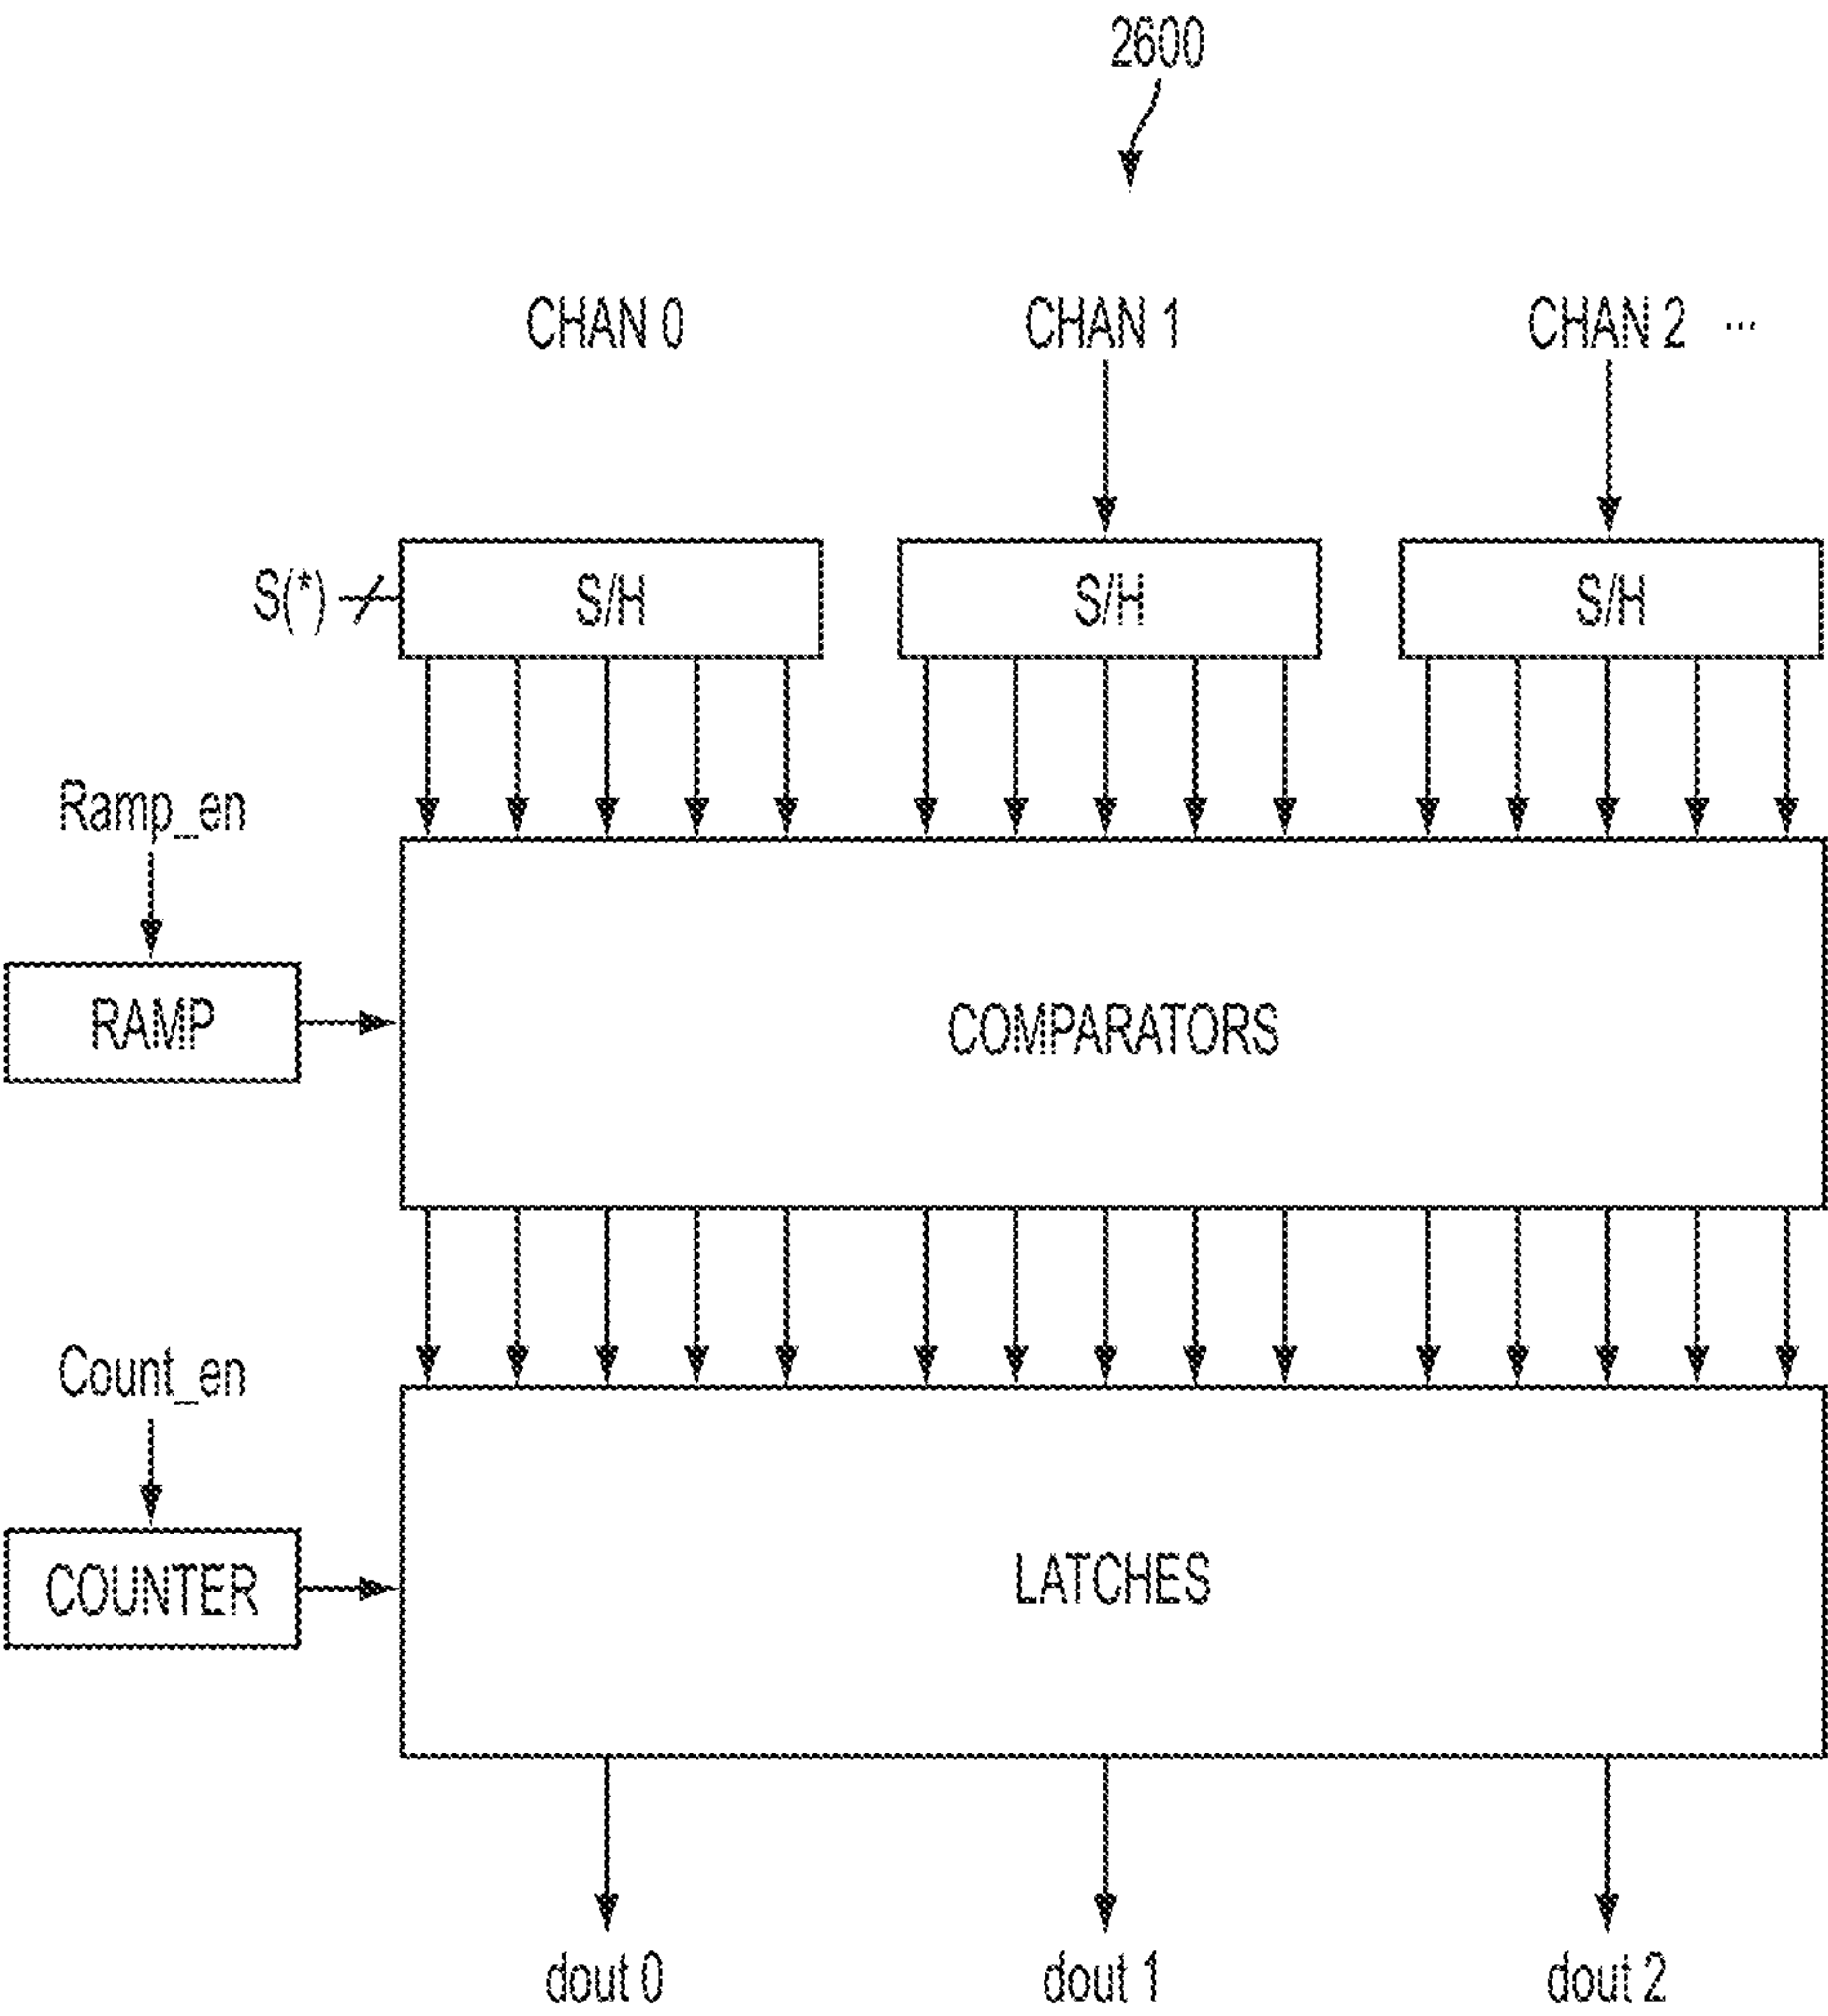 2600
CHAN 0 CHAN 1 CHAN 2 ...
S(*) S/H S/H S/H
Ramp_en
RAMP COMPARATORS
Count_en
COUNTER LATCHES
dout 0 dout 1 dout 2